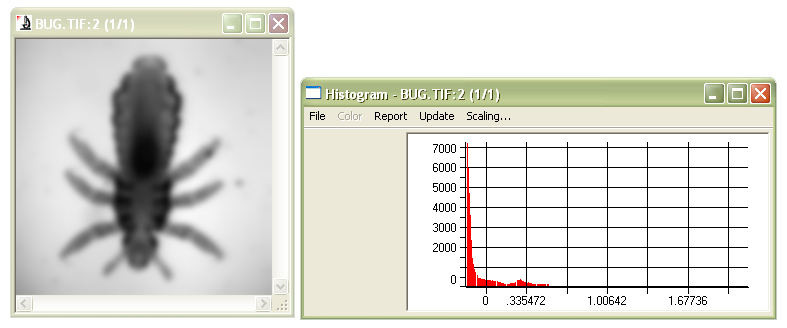 BUG.TIF:2 (1/1)
Histogram - BUG.TIF:2 (1/1)
File Color Report Update Scaling...
7000
6000
5000
4000
3000
2000
0
0 .335472 1.00642 1.67736